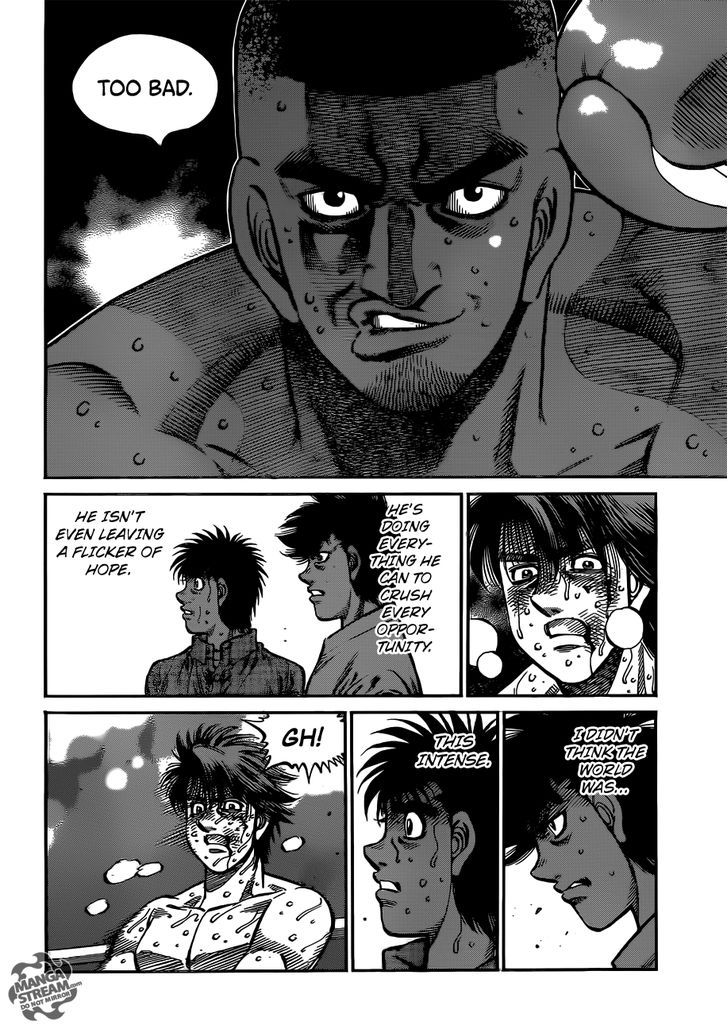 TOO BAD.
HE'S
DOING
EVERY-
THING HE
CAN TO
CRUSH
EVERY
OPPOR-
TUNITY.
HE ISN'T
EVEN LEAVING
A FLICKER OF
HOPE.
I DIDN'T
THINK THE
WORLD
WAS...
THIS
INTENSE.
GH!
MANGA
STREAM.com
DO NOT MIRROR